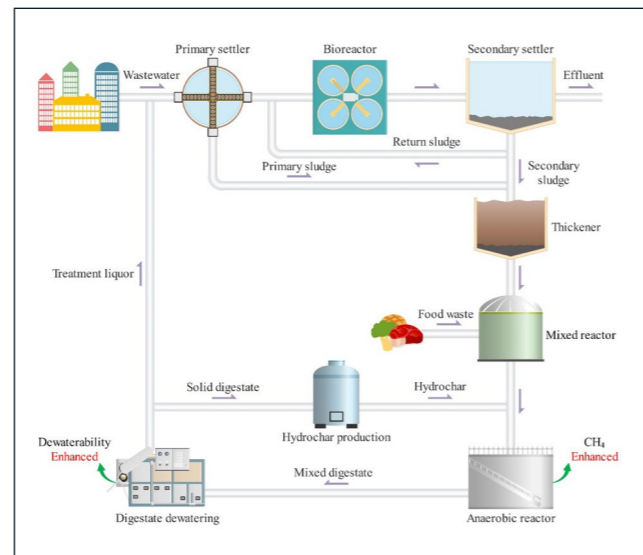 Primary settler
Bioreactor
Secondary settler
Wastewater
Effluent
Return sludge
Primary sludge
Secondary
sludge
Thickener
Treatment liquor
Food waste
Mixed reactor
Solid digestate
Hydrochar
Hydrochar production
Dewaterability
Enhanced
CH₄
Enhanced
Mixed digestate
Digestate dewatering
Anaerobic reactor